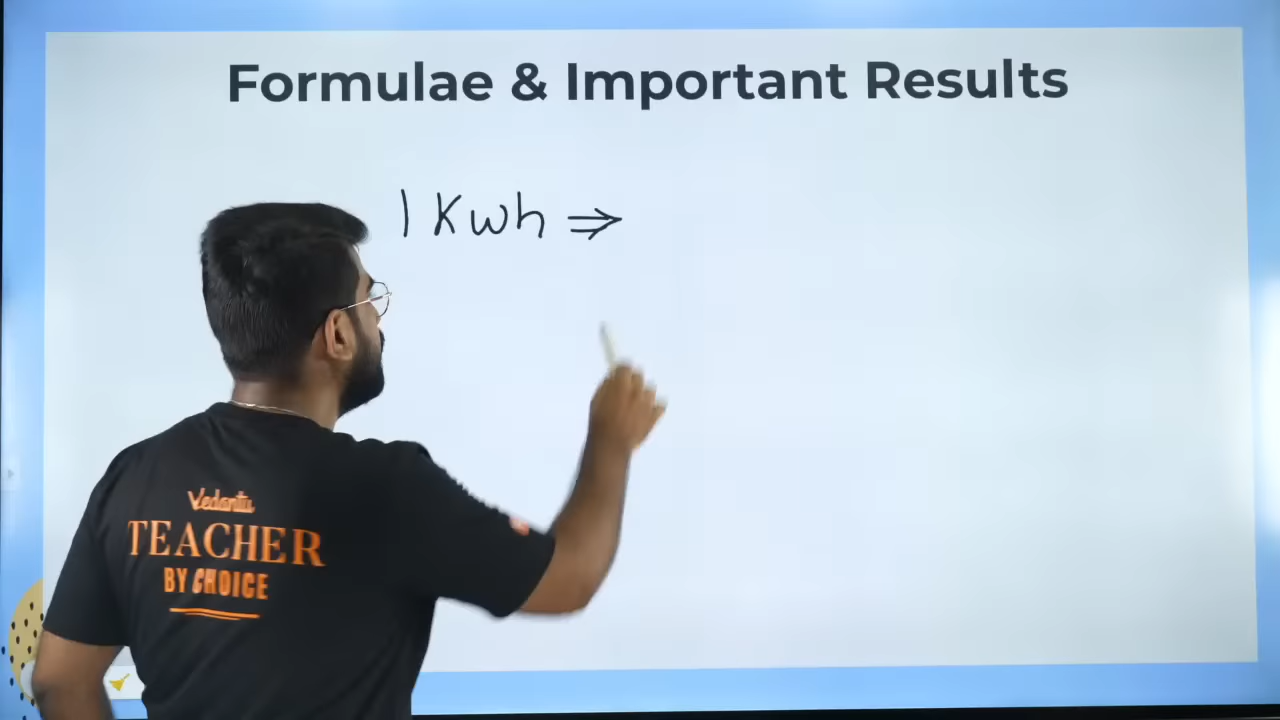 Formulae & Important Results
1 Kwh ⇒
Vedantu
TEACHER
BY CHOICE